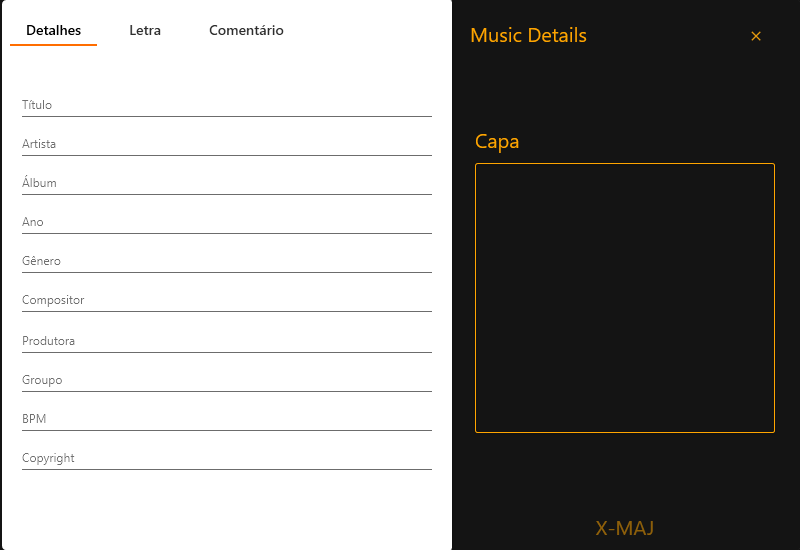 Detalhes Letra Comentário
Título
Artista
Álbum
Ano
Gênero
Compositor
Produtora
Groupo
BPM
Copyright
Music Details ×
Capa
X-MAJ